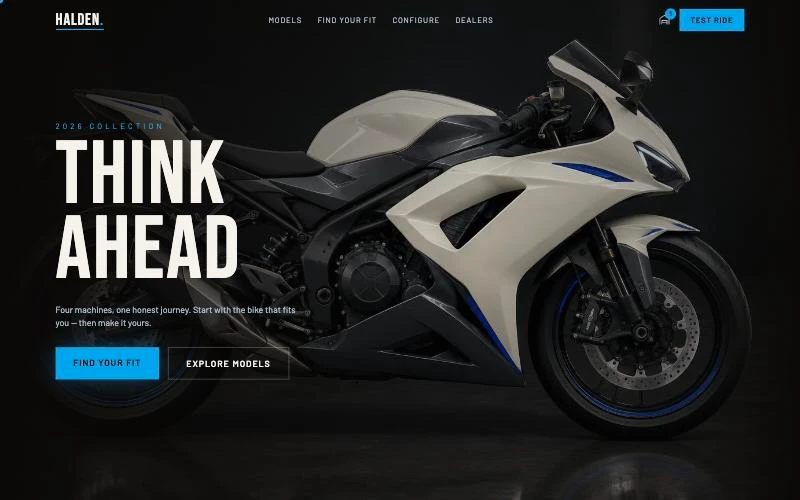 HALDEN.
MODELS FIND YOUR FIT CONFIGURE DEALERS
TEST RIDE
2026 COLLECTION
THINK
AHEAD
Four machines, one honest journey. Start with the bike that fits
you — then make it yours.
FIND YOUR FIT EXPLORE MODELS